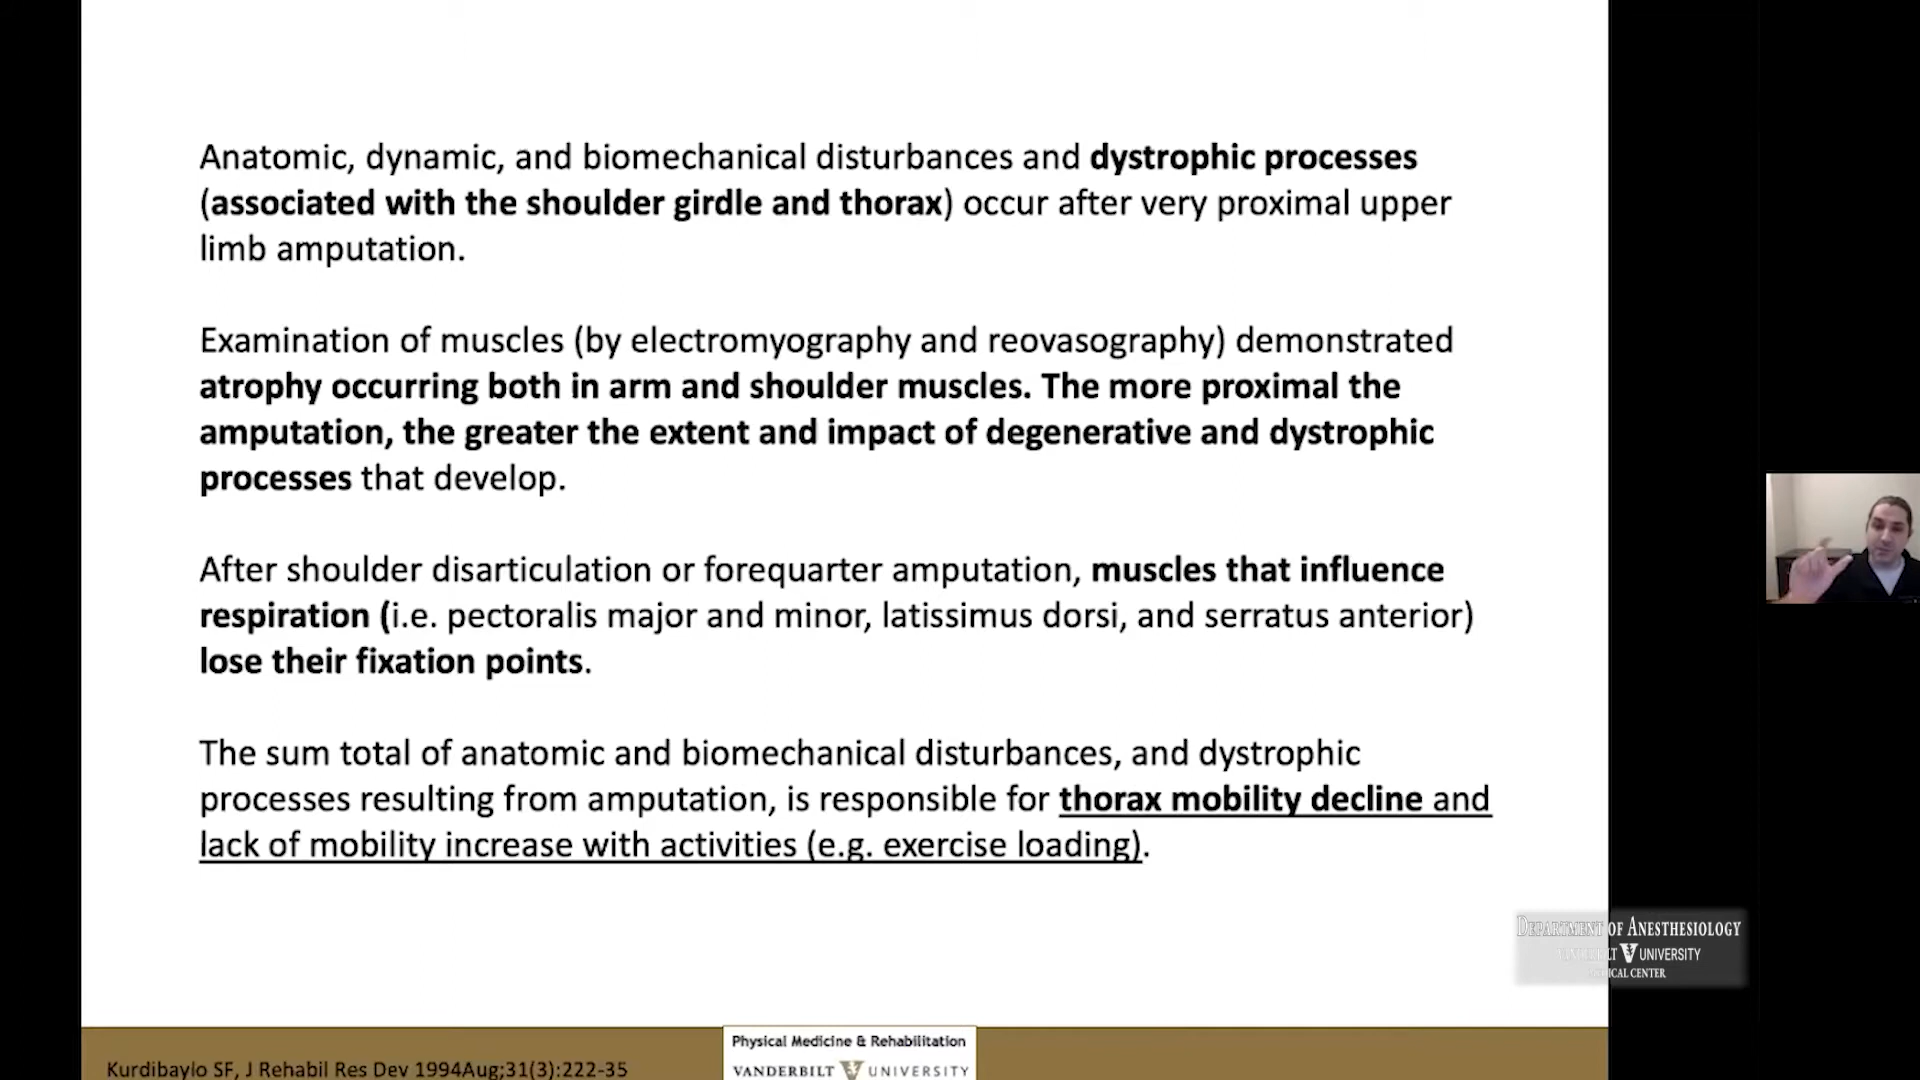 Anatomic, dynamic, and biomechanical disturbances and dystrophic processes
(associated with the shoulder girdle and thorax) occur after very proximal upper
limb amputation.
Examination of muscles (by electromyography and reovasography) demonstrated
atrophy occurring both in arm and shoulder muscles. The more proximal the
amputation, the greater the extent and impact of degenerative and dystrophic
processes that develop.
After shoulder disarticulation or forequarter amputation, muscles that influence
respiration (i.e. pectoralis major and minor, latissimus dorsi, and serratus anterior)
lose their fixation points.
The sum total of anatomic and biomechanical disturbances, and dystrophic
processes resulting from amputation, is responsible for thorax mobility decline and
lack of mobility increase with activities (e.g. exercise loading).
DEPARTMENT OF ANESTHESIOLOGY
VANDERBILT UNIVERSITY
MEDICAL CENTER
Kurdibaylo SF, J Rehabil Res Dev 1994Aug;31(3):222-35
Physical Medicine & Rehabilitation
VANDERBILT UNIVERSITY